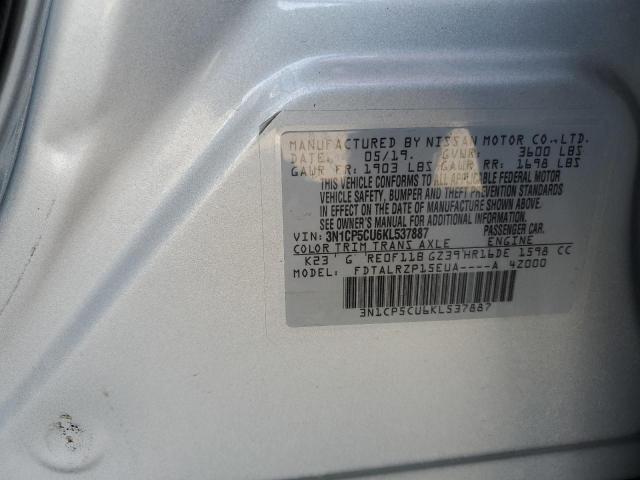 MANUFACTURED BY NISSAN MOTOR CO., LTD.
DATE: 05/19. GVWR: 3600 LBS
GAWR FR: 1903 LBS GAWR RR: 1698 LBS
THIS VEHICLE CONFORMS TO ALL APPLICABLE FEDERAL MOTOR
VEHICLE SAFETY, BUMPER AND THEFT PREVENTION STANDARDS
IN EFFECT ON THE DATE OF MANUFACTURE SHOWN ABOVE.
SEE OWNER'S MANUAL FOR ADDITIONAL INFORMATION.
VIN: 3N1CP5CU6KL537887 PASSENGER CAR.
COLOR TRIM TRANS AXLE ENGINE
K23 G RE0F11B GZ39 HR16DE 1598 CC
MODEL: FDTALRZP15EUA----A 4Z000
3N1CP5CU6KL537887